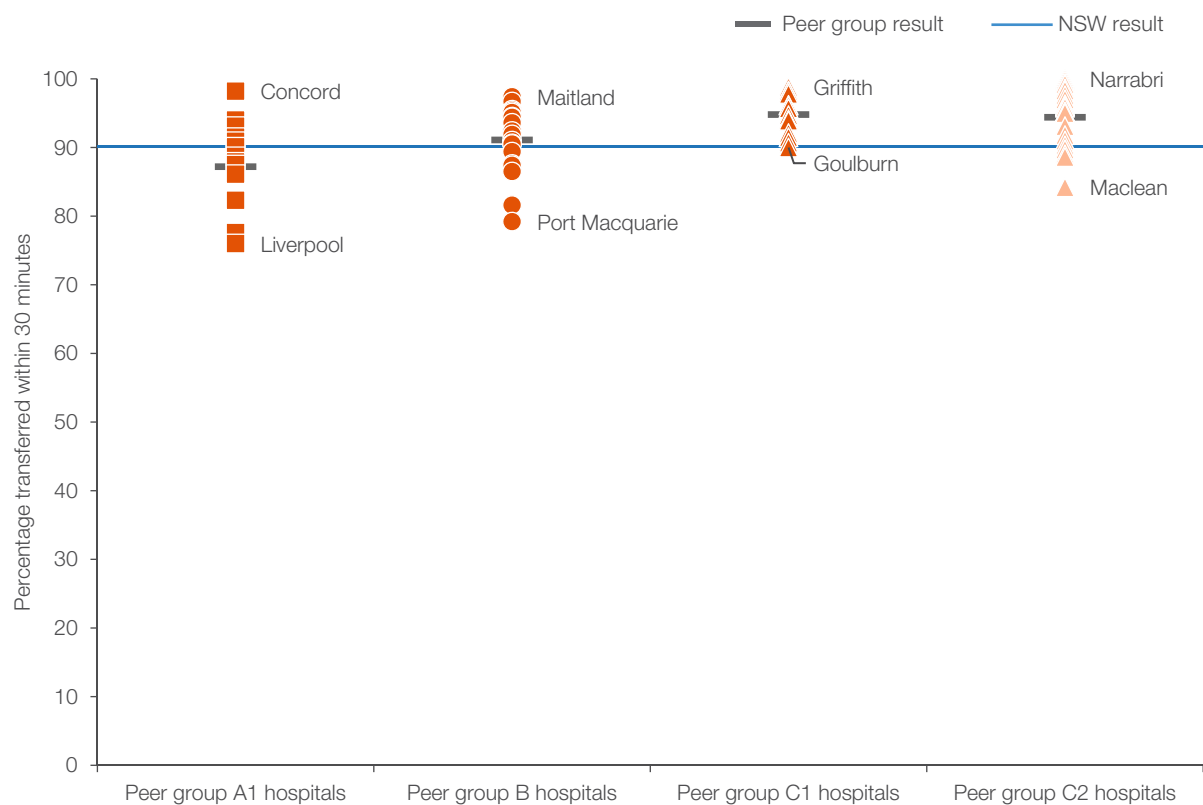 Peer group result
NSW result
Percentage transferred within 30 minutes
100
90
80
70
60
50
40
30
20
10
0
Concord
Liverpool
Maitland
Port Macquarie
Griffith
Goulburn
Narrabri
Maclean
Peer group A1 hospitals
Peer group B hospitals
Peer group C1 hospitals
Peer group C2 hospitals